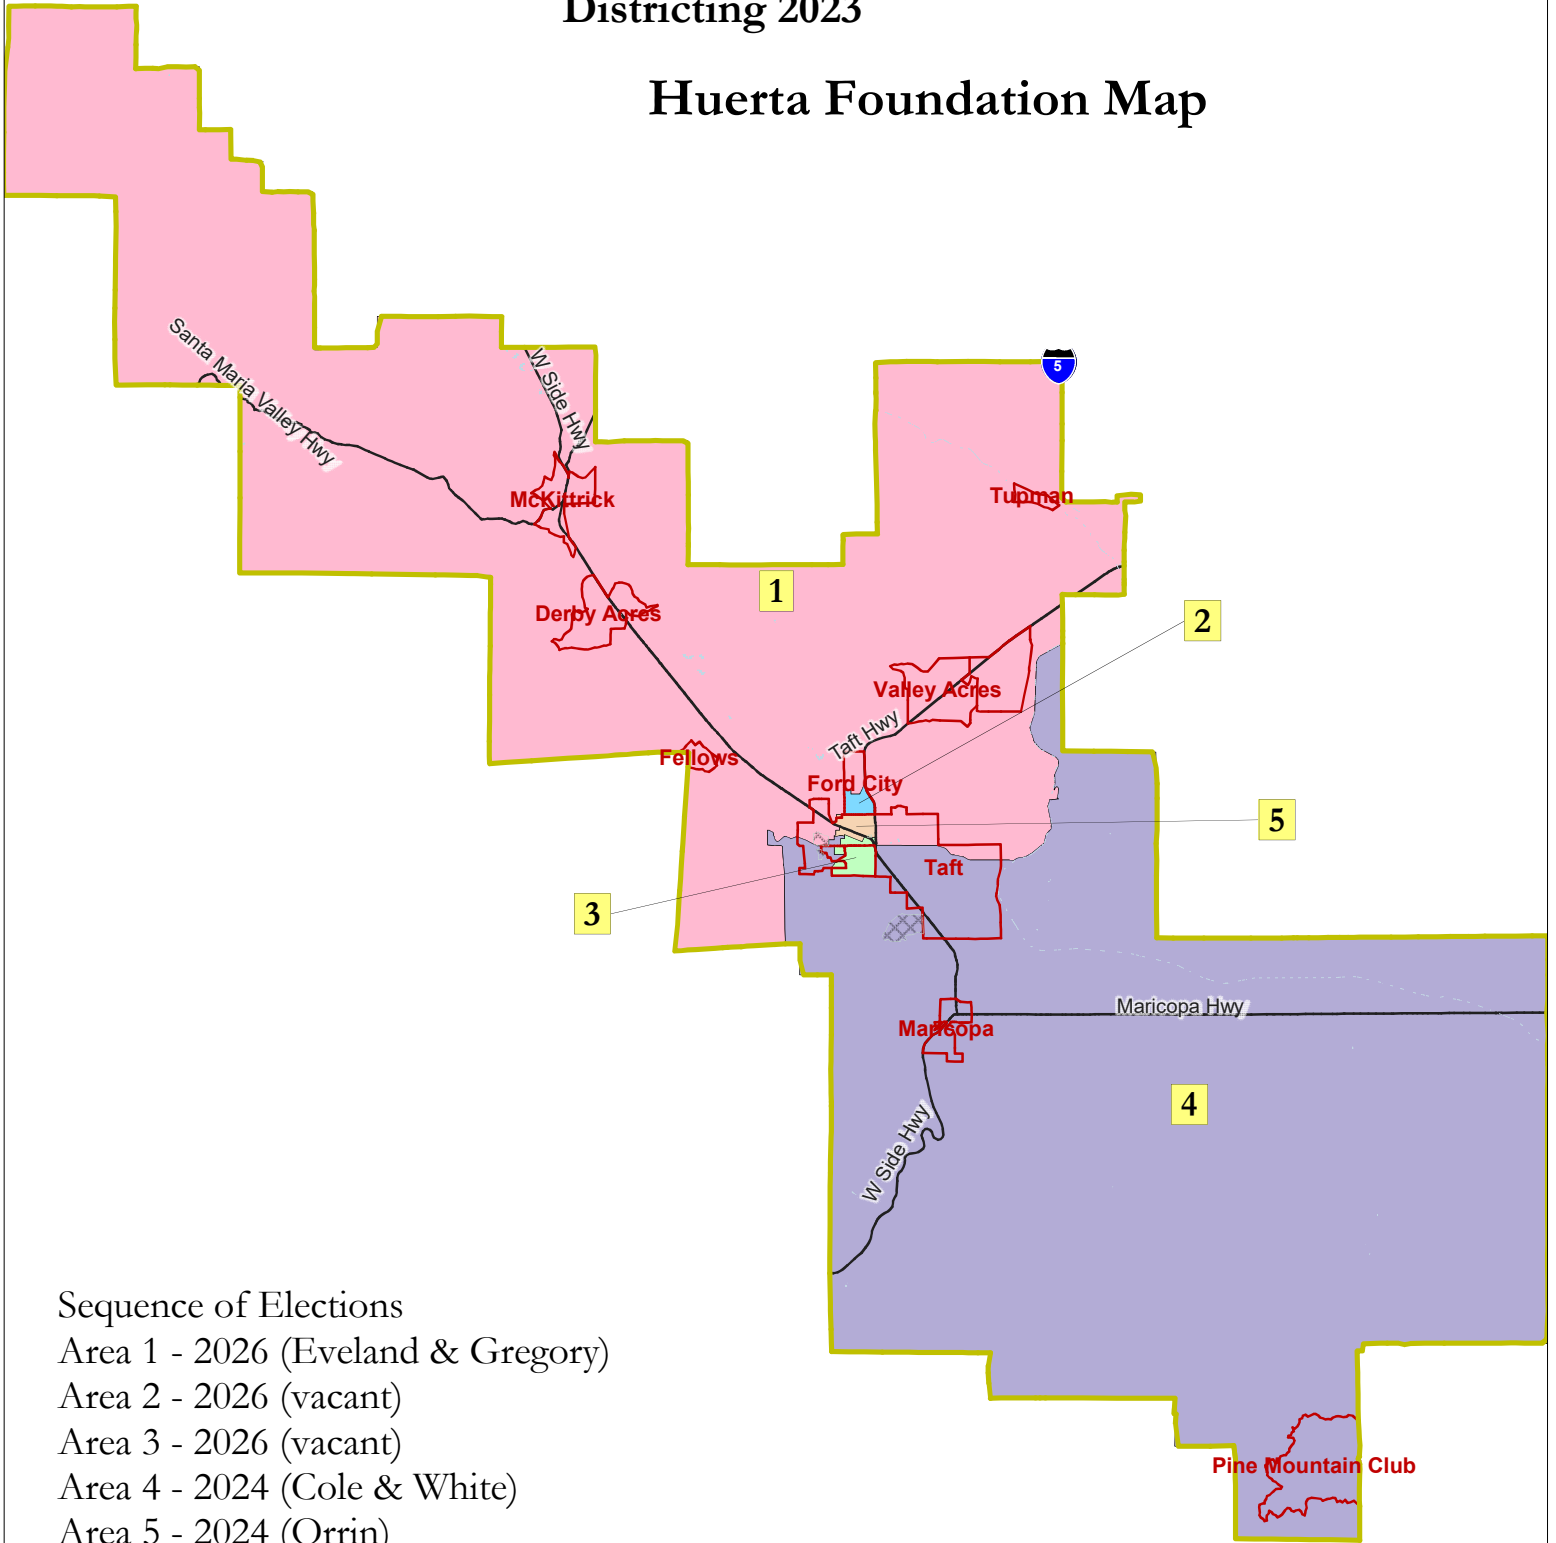 Districting 2023
Huerta Foundation Map
Santa Maria Valley Hwy
W Side Hwy
5
McKittrick
Tupman
Derby Acres
1
2
Valley Acres
Taft Hwy
Fellows
Ford City
5
Taft
3
Maricopa Hwy
Maricopa
4
W Side Hwy
Sequence of Elections
Area 1 - 2026 (Eveland & Gregory)
Area 2 - 2026 (vacant)
Area 3 - 2026 (vacant)
Pine Mountain Club
Area 4 - 2024 (Cole & White)
Area 5 - 2024 (Orrin)